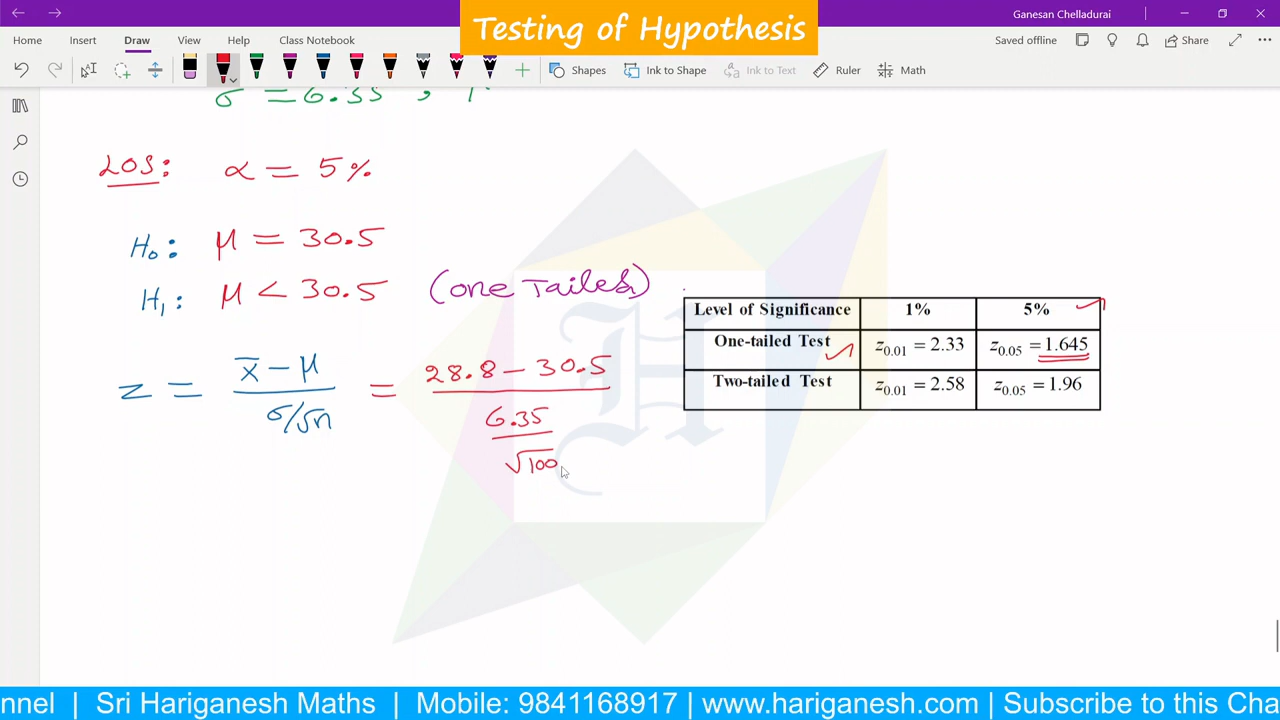 Ganesan Chelladurai
Testing of Hypothesis
Home Insert Draw View Help Class Notebook
Saved offline Share
Shapes Ink to Shape Ink to Text Ruler Math
σ = 6.35 ,
LOS: α = 5%
H₀: μ = 30.5
H₁: μ < 30.5 (one Tailed)
Level of Significance 1% 5%
One-tailed Test z0.01 = 2.33 z0.05 = 1.645
Two-tailed Test z0.01 = 2.58 z0.05 = 1.96
z = x̄ − μ / σ/√n = 28.8 − 30.5 / 6.35 / √100
H
nnel | Sri Hariganesh Maths | Mobile: 9841168917 | www.hariganesh.com | Subscribe to this Cha